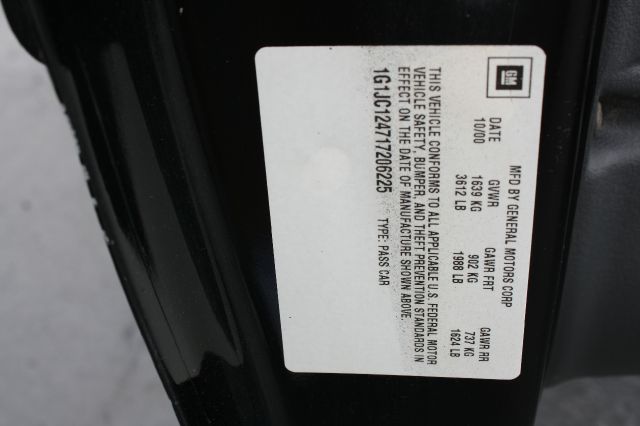 GM
MFD BY GENERAL MOTORS CORP
DATE GVWR GAWR FRT GAWR RR
10/00 1639 KG 902 KG 737 KG
3612 LB 1988 LB 1624 LB
THIS VEHICLE CONFORMS TO ALL APPLICABLE U.S. FEDERAL MOTOR
VEHICLE SAFETY, BUMPER, AND THEFT PREVENTION STANDARDS IN
EFFECT ON THE DATE OF MANUFACTURE SHOWN ABOVE.
1G1JC124717206225 TYPE: PASS CAR